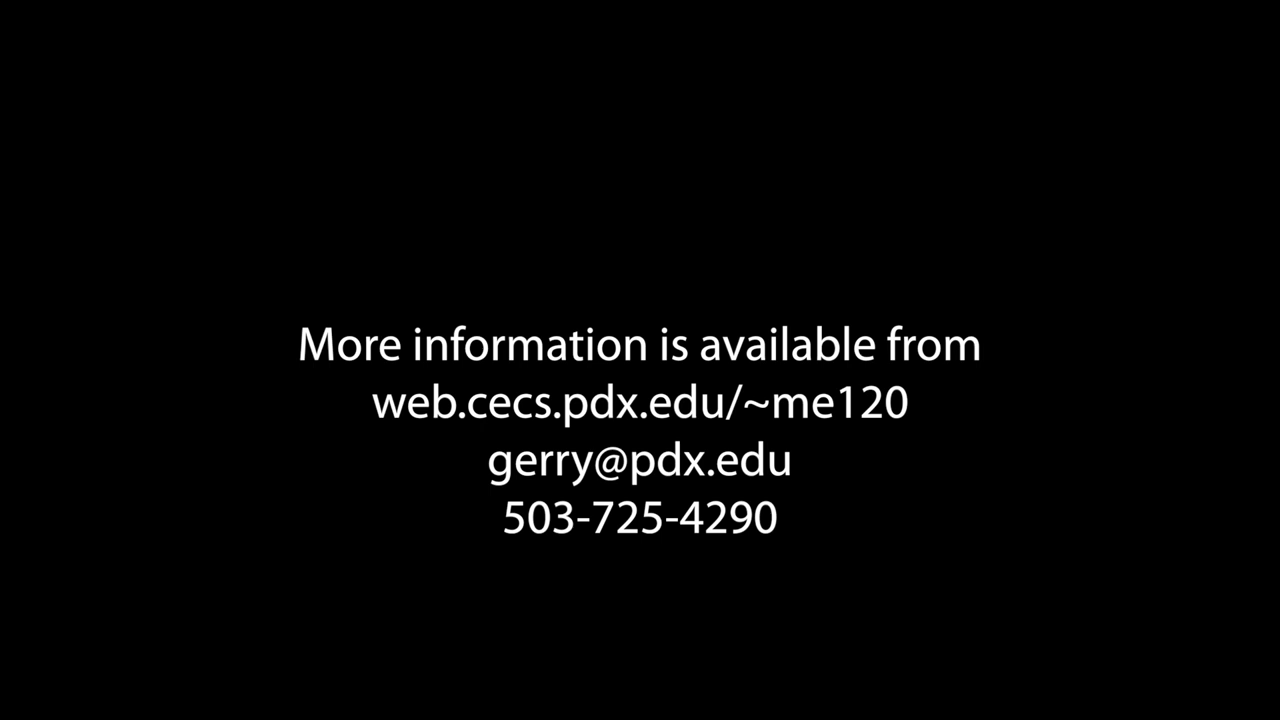 More information is available from
web.cecs.pdx.edu/~me120
gerry@pdx.edu
503-725-4290